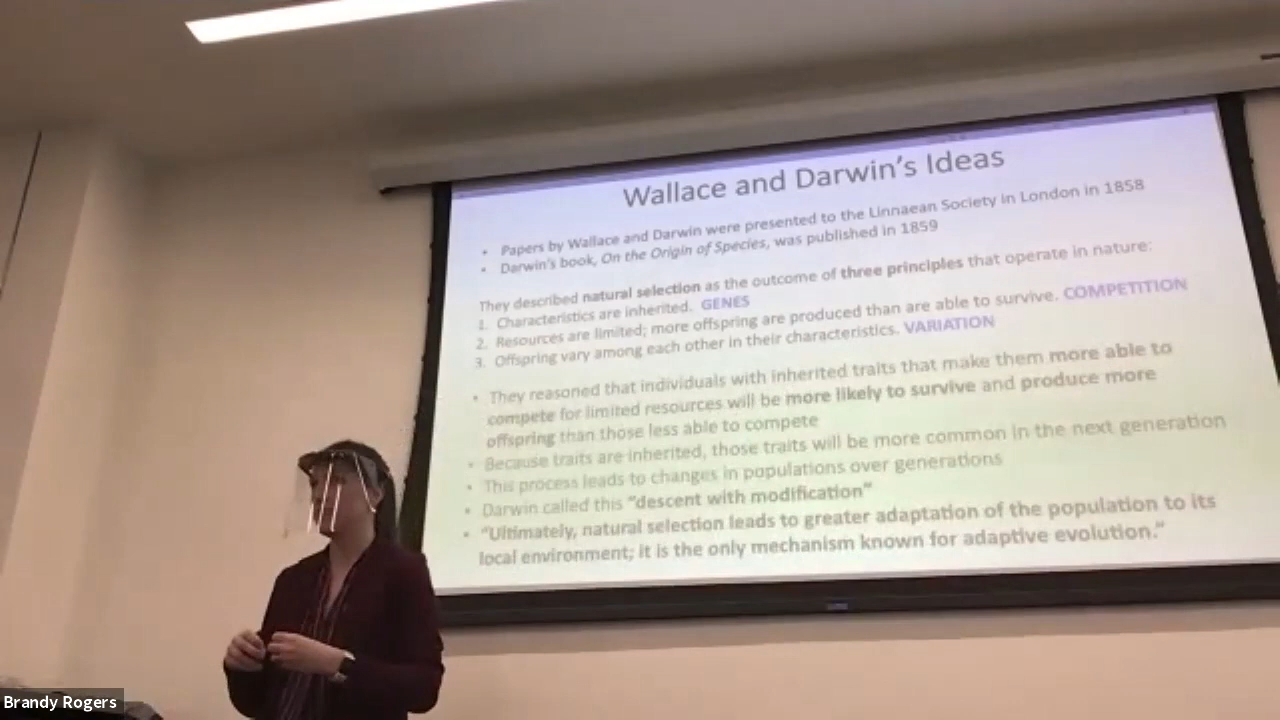 Wallace and Darwin's Ideas
• Papers by Wallace and Darwin were presented to the Linnaean Society in London in 1858
• Darwin's book, On the Origin of Species, was published in 1859
They described natural selection as the outcome of three principles that operate in nature:
1. Characteristics are inherited. GENES
2. Resources are limited; more offspring are produced than are able to survive. COMPETITION
3. Offspring vary among each other in their characteristics. VARIATION
• They reasoned that individuals with inherited traits that make them more able to
compete for limited resources will be more likely to survive and produce more
offspring than those less able to compete
• Because traits are inherited, those traits will be more common in the next generation
• This process leads to changes in populations over generations
• Darwin called this "descent with modification"
• "Ultimately, natural selection leads to greater adaptation of the population to its
local environment; it is the only mechanism known for adaptive evolution."
Brandy Rogers